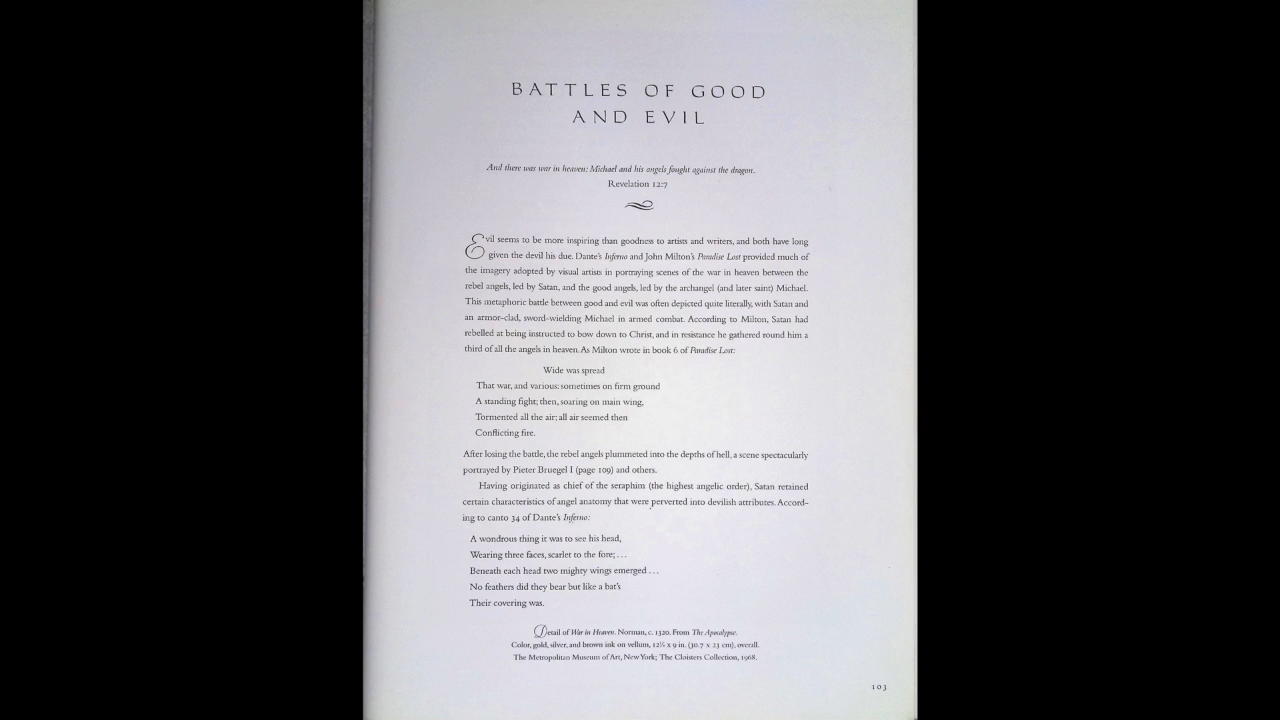 BATTLES OF GOOD
AND EVIL
And there was war in heaven: Michael and his angels fought against the dragon.
Revelation 12:7
Evil seems to be more inspiring than goodness to artists and writers, and both have long
given the devil his due. Dante's Inferno and John Milton's Paradise Lost provided much of
the imagery adopted by visual artists in portraying scenes of the war in heaven between the
rebel angels, led by Satan, and the good angels, led by the archangel (and later saint) Michael.
This metaphoric battle between good and evil was often depicted quite literally, with Satan and
an armor-clad, sword-wielding Michael in armed combat. According to Milton, Satan had
rebelled at being instructed to bow down to Christ, and in resistance he gathered round him a
third of all the angels in heaven. As Milton wrote in book 6 of Paradise Lost:
Wide was spread
That war, and various: sometimes on firm ground
A standing fight; then, soaring on main wing,
Tormented all the air; all air seemed then
Conflicting fire.
After losing the battle, the rebel angels plummeted into the depths of hell, a scene spectacularly
portrayed by Pieter Bruegel I (page 109) and others.
Having originated as chief of the seraphim (the highest angelic order), Satan retained
certain characteristics of angel anatomy that were perverted into devilish attributes. Accord-
ing to canto 34 of Dante's Inferno:
A wondrous thing it was to see his head,
Wearing three faces, scarlet to the fore; . . .
Beneath each head two mighty wings emerged . . .
No feathers did they bear but like a bat's
Their covering was.
Detail of War in Heaven. Norman, c. 1320. From The Apocalypse.
Color, gold, silver, and brown ink on vellum, 12⅛ x 9 in. (30.7 x 23 cm), overall.
The Metropolitan Museum of Art, New York; The Cloisters Collection, 1968.
103